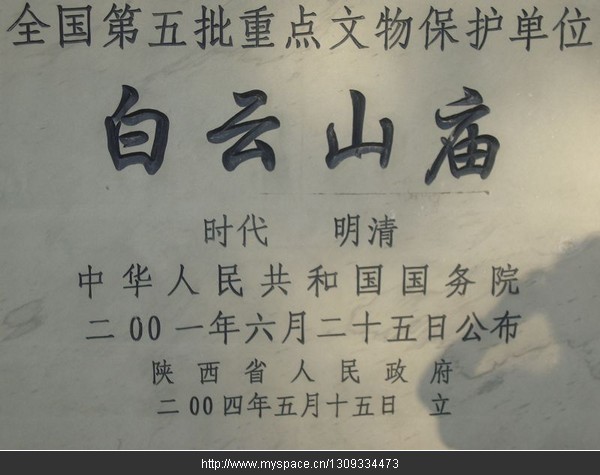 全国第五批重点文物保护单位
白云山庙
时代 明清
中华人民共和国国务院
二00一年六月二十五日公布
陕西省人民政府
二00四年五月十五日 立
http://www.myspace.cn/1309334473